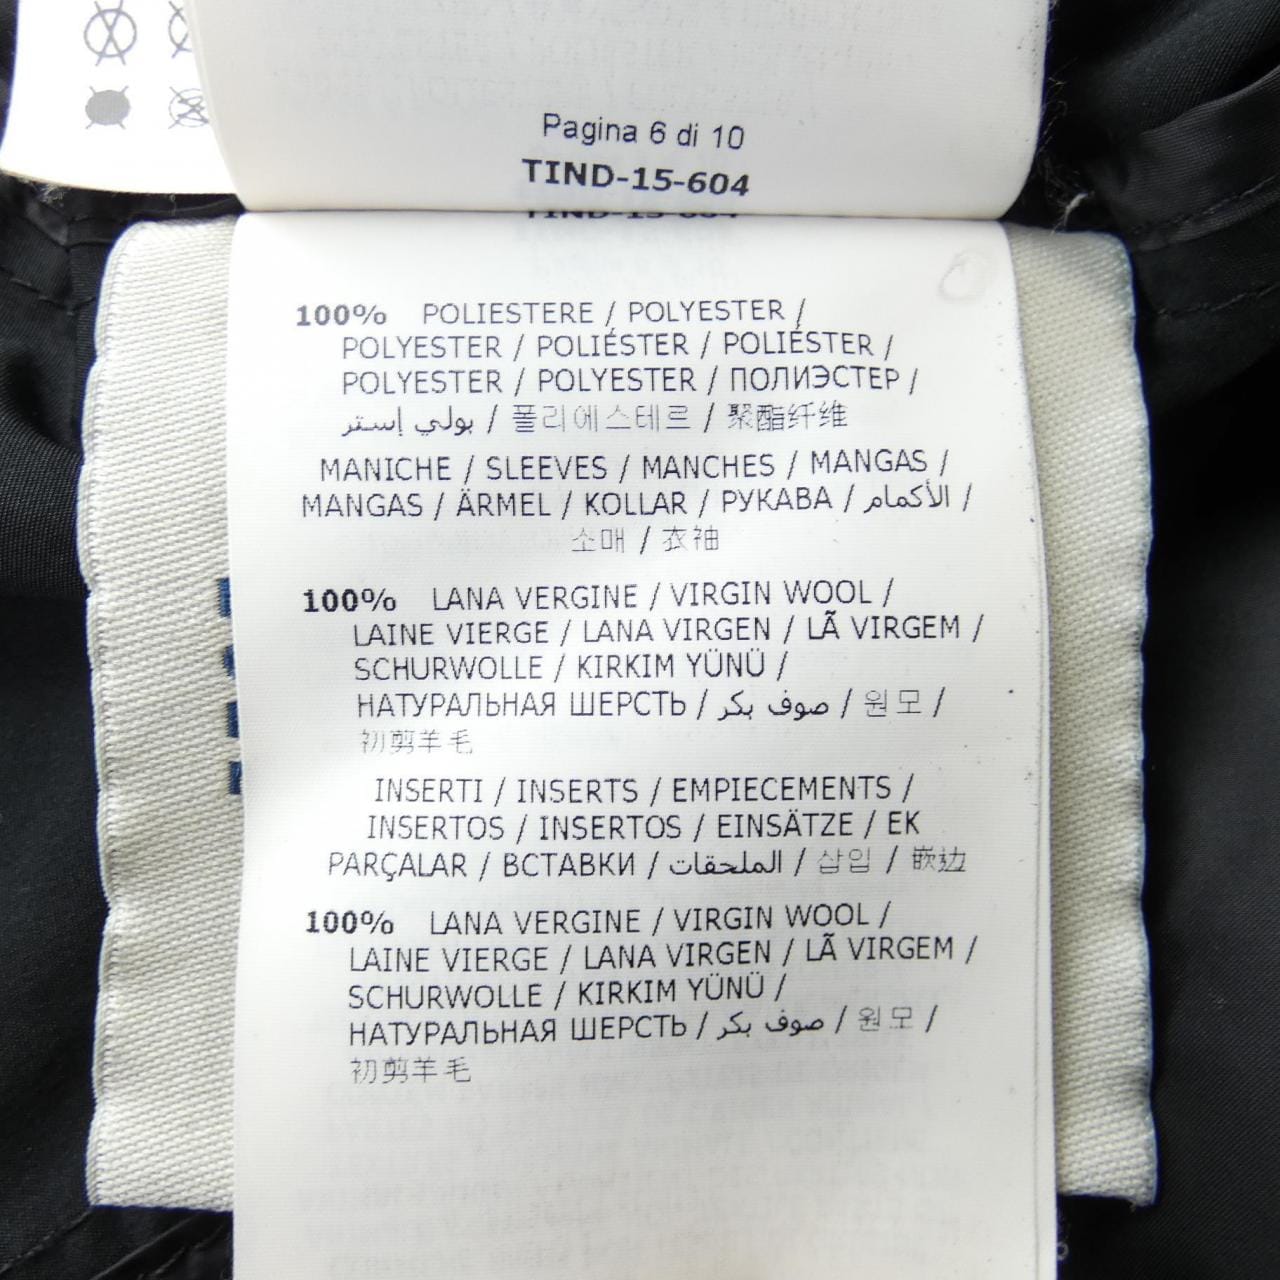 Pagina 6 di 10
TIND-15-604
100% POLIESTERE / POLYESTER /
POLYESTER / POLIÉSTER / POLIÉSTER /
POLYESTER / POLYESTER / ПОЛИЭСТЕР /
بولي إستر / 폴리에스테르 / 聚酯纤维
MANICHE / SLEEVES / MANCHES / MANGAS /
MANGAS / ÄRMEL / KOLLAR / РУКАВА / الأكمام /
소매 / 衣袖
100% LANA VERGINE / VIRGIN WOOL /
LAINE VIERGE / LANA VIRGEN / LÃ VIRGEM /
SCHURWOLLE / KIRKIM YÜNÜ /
НАТУРАЛЬНАЯ ШЕРСТЬ / صوف بكر / 원모 /
初剪羊毛
INSERTI / INSERTS / EMPIECEMENTS /
INSERTOS / INSERTOS / EINSÄTZE / EK
PARÇALAR / ВСТАВКИ / الملحقات / 삽입 / 嵌边
100% LANA VERGINE / VIRGIN WOOL /
LAINE VIERGE / LANA VIRGEN / LÃ VIRGEM /
SCHURWOLLE / KIRKIM YÜNÜ /
НАТУРАЛЬНАЯ ШЕРСТЬ / صوف بكر / 원모 /
初剪羊毛